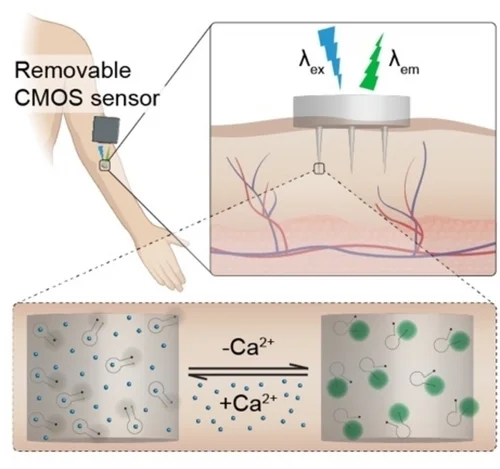 Removable
CMOS sensor
λex
λem
-Ca²⁺
+Ca²⁺